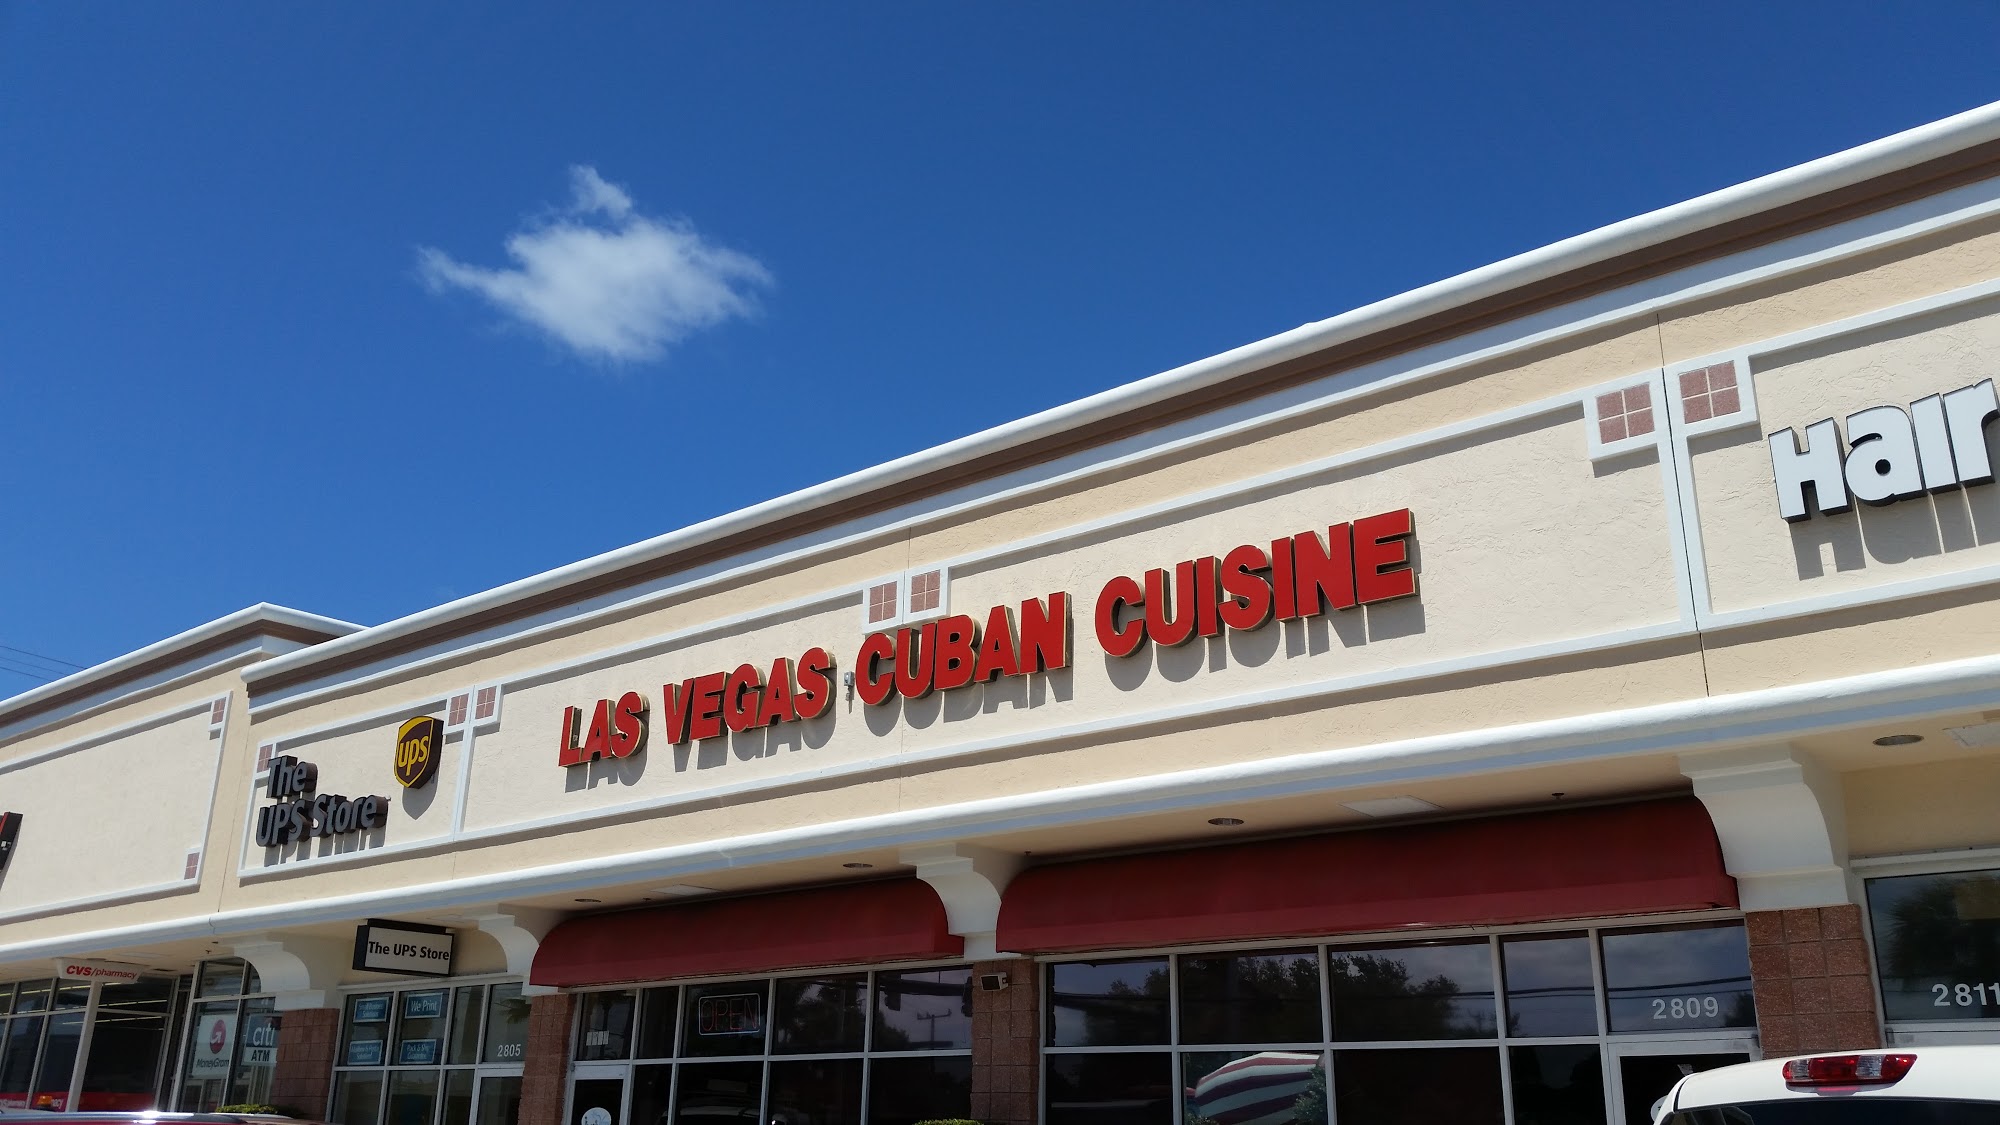 The
UPS Store
ups
LAS VEGAS CUBAN CUISINE
Hair
CVS/pharmacy
The UPS Store
We Print
MoneyGram
citi
ATM
2805
OPEN
2809
2811